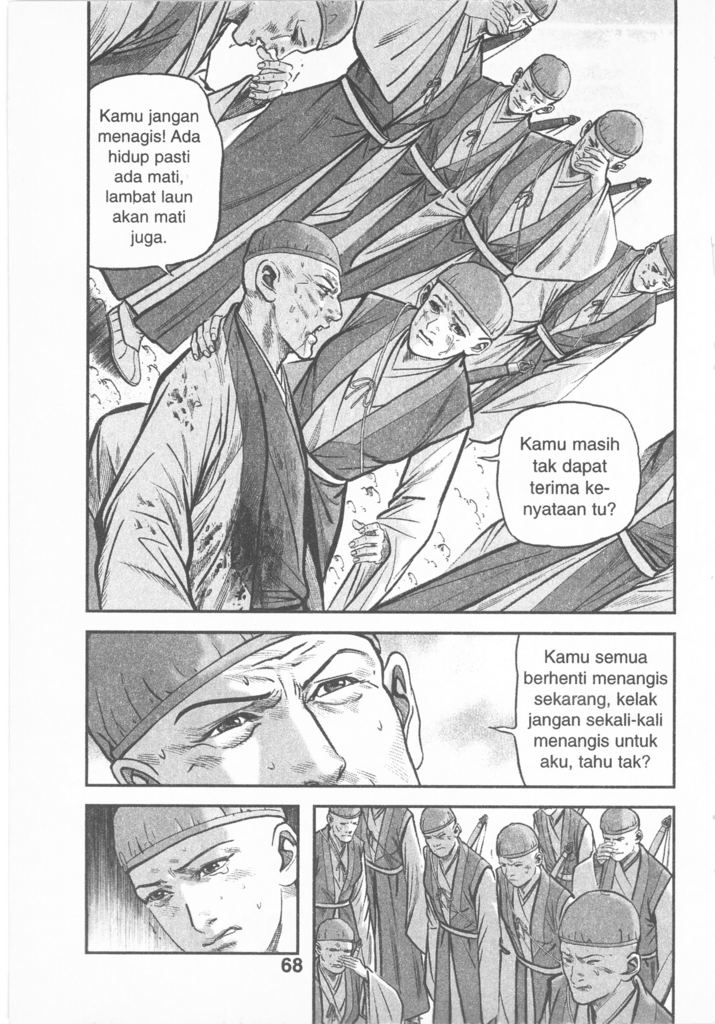 Kamu jangan
menagis! Ada
hidup pasti
ada mati,
lambat laun
akan mati
juga.
Kamu masih
tak dapat
terima ke-
nyataan tu?
Kamu semua
berhenti menangis
sekarang, kelak
jangan sekali-kali
menangis untuk
aku, tahu tak?
68